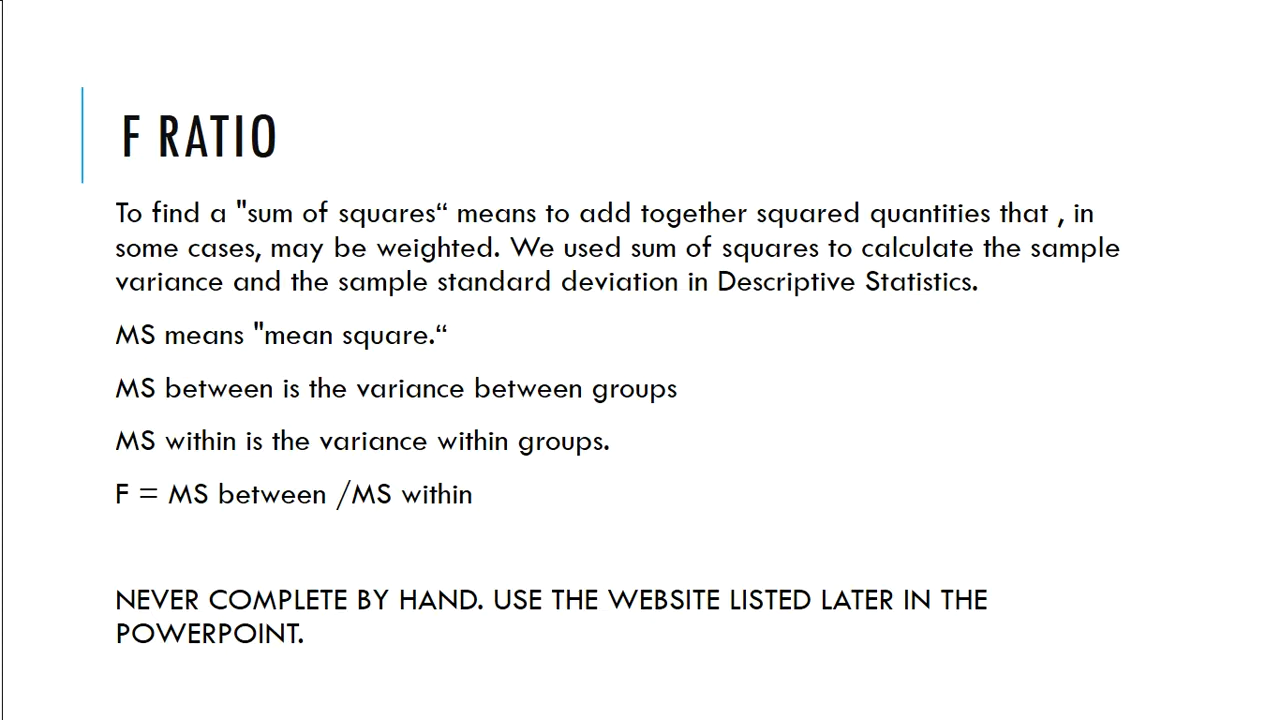 F RATIO
To find a "sum of squares“ means to add together squared quantities that , in
some cases, may be weighted. We used sum of squares to calculate the sample
variance and the sample standard deviation in Descriptive Statistics.
MS means "mean square.“
MS between is the variance between groups
MS within is the variance within groups.
F = MS between /MS within
NEVER COMPLETE BY HAND. USE THE WEBSITE LISTED LATER IN THE
POWERPOINT.